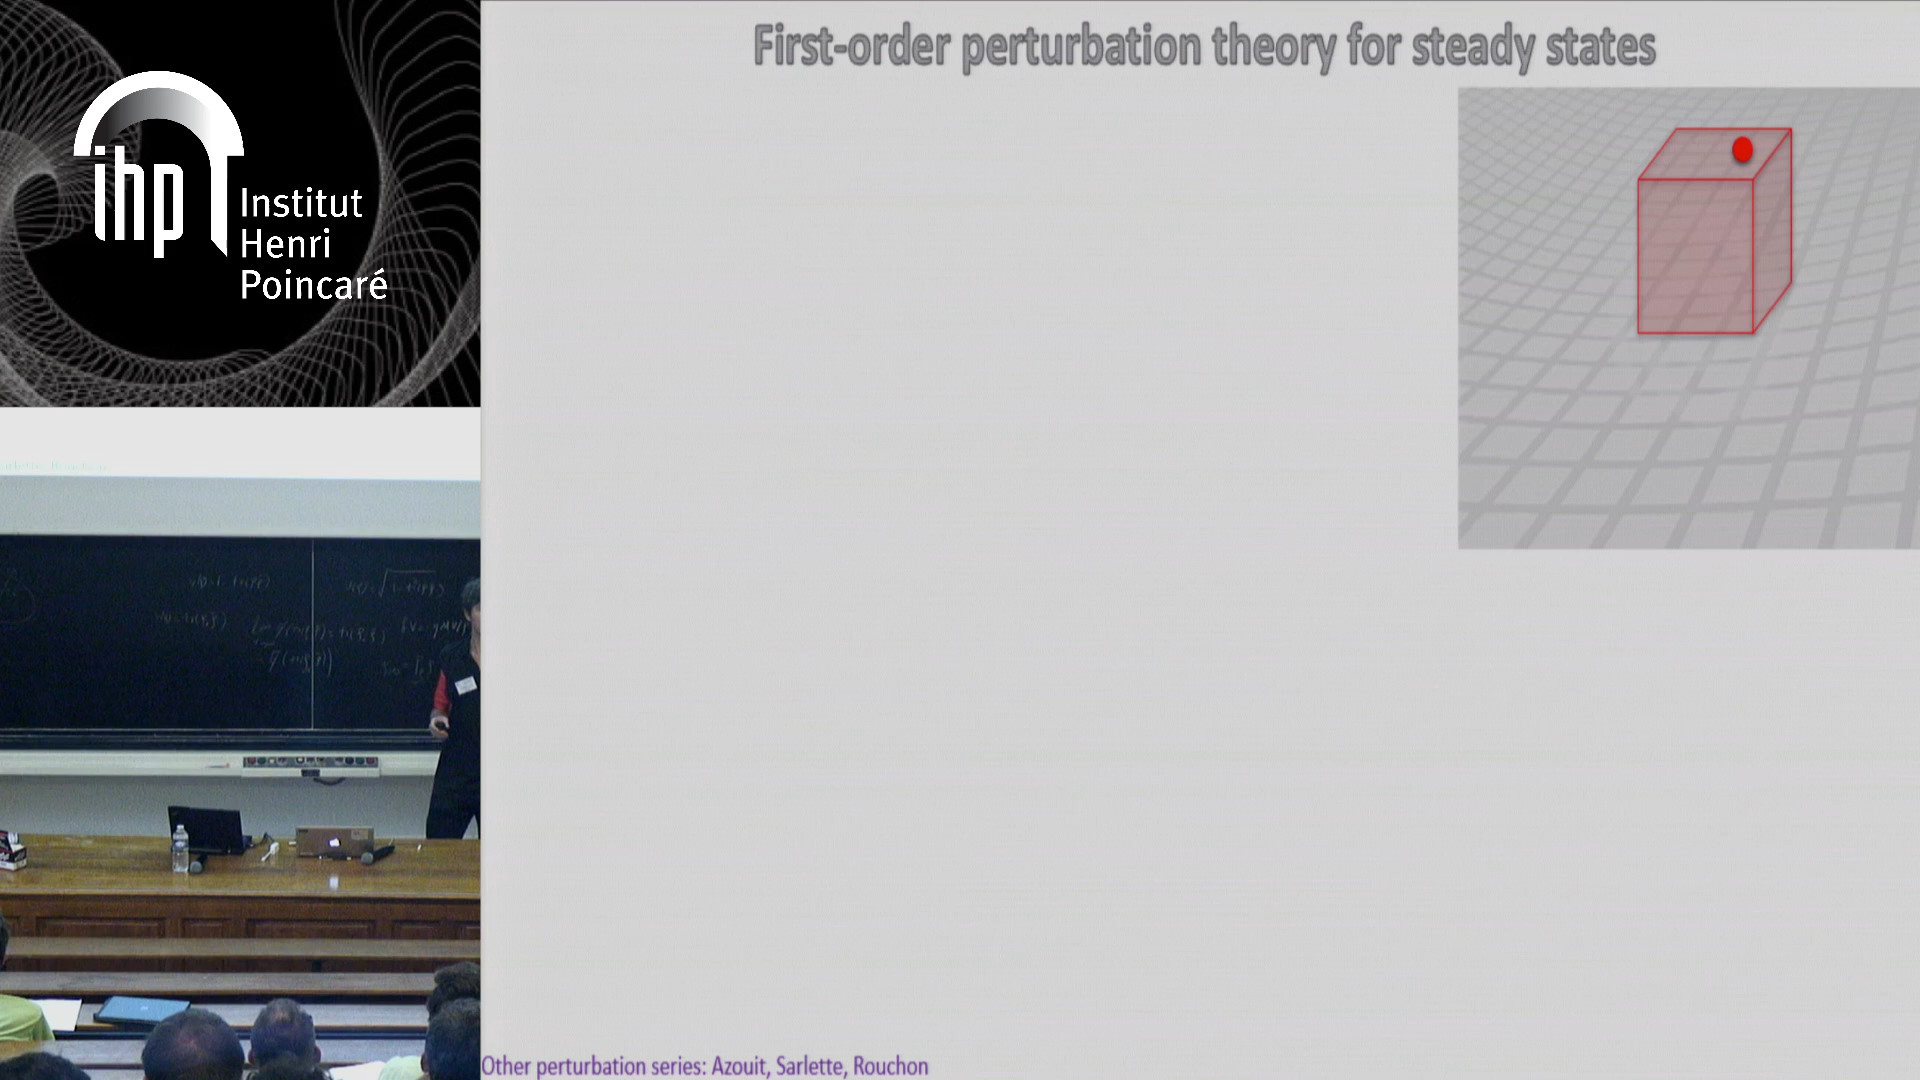 ihp
Institut
Henri
Poincaré
First-order perturbation theory for steady states
Other perturbation series: Azouit, Sarlette, Rouchon